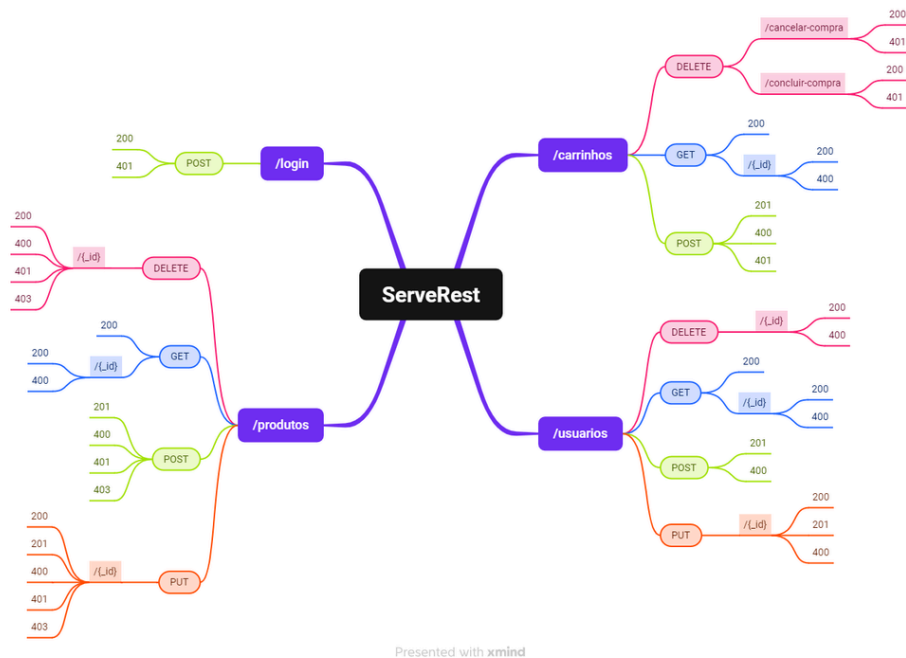 ServeRest
/login
POST
200
401
/produtos
DELETE
/{_id}
200
400
401
403
GET
200
/{_id}
200
400
POST
201
400
401
403
PUT
/{_id}
200
201
400
401
403
/carrinhos
DELETE
/cancelar-compra
200
401
/concluir-compra
200
401
GET
200
/{_id}
200
400
POST
201
400
401
/usuarios
DELETE
/{_id}
200
400
GET
200
/{_id}
200
400
POST
201
400
PUT
/{_id}
200
201
400
Presented with xmind